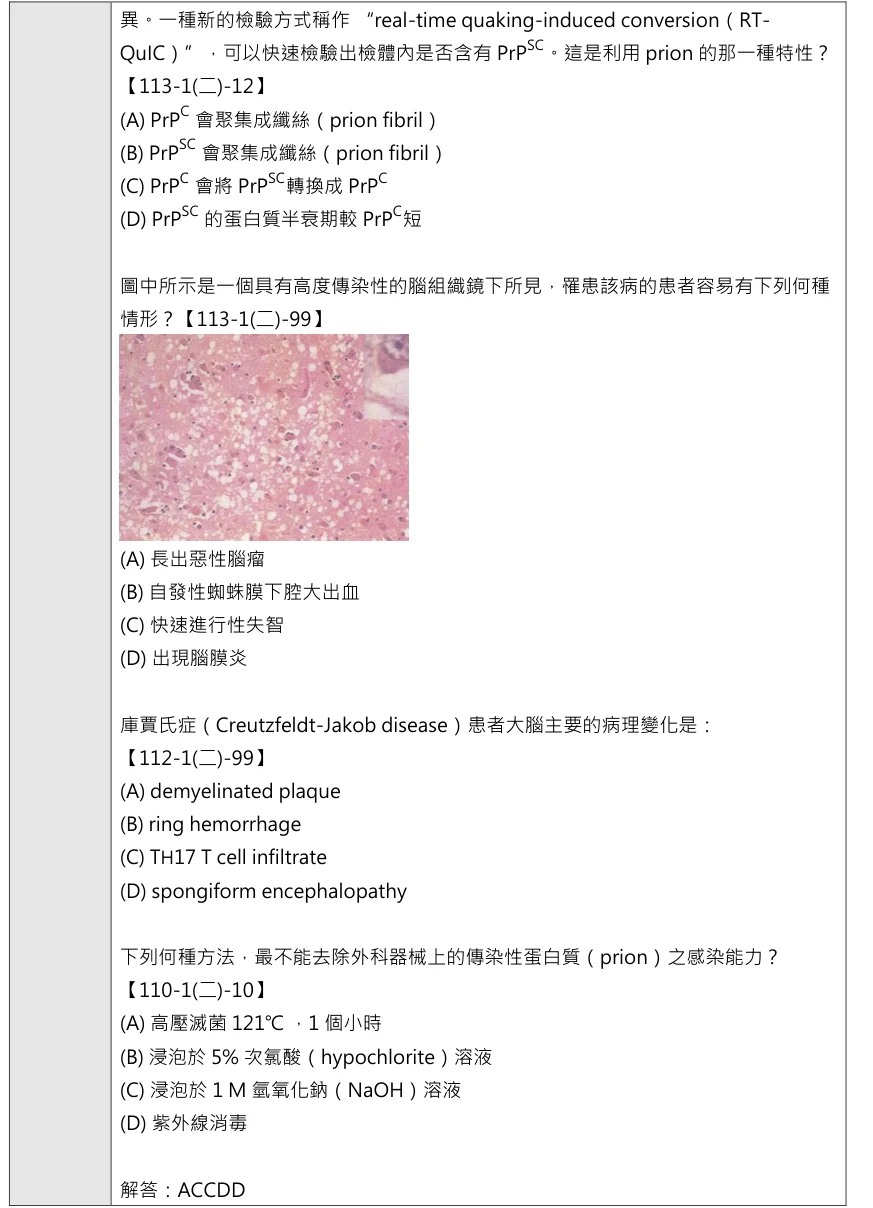 異。一種新的檢驗方式稱作 “real-time quaking-induced conversion（RT-
QuIC）”，可以快速檢驗出檢體內是否含有 PrPSC。這是利用 prion 的那一種特性？
【113-1(二)-12】
(A) PrPC 會聚集成纖絲（prion fibril）
(B) PrPSC 會聚集成纖絲（prion fibril）
(C) PrPC 會將 PrPSC轉換成 PrPC
(D) PrPSC 的蛋白質半衰期較 PrPC短
圖中所示是一個具有高度傳染性的腦組織鏡下所見，罹患該病的患者容易有下列何種
情形？【113-1(二)-99】
(A) 長出惡性腦瘤
(B) 自發性蜘蛛膜下腔大出血
(C) 快速進行性失智
(D) 出現腦膜炎
庫賈氏症（Creutzfeldt-Jakob disease）患者大腦主要的病理變化是：
【112-1(二)-99】
(A) demyelinated plaque
(B) ring hemorrhage
(C) TH17 T cell infiltrate
(D) spongiform encephalopathy
下列何種方法，最不能去除外科器械上的傳染性蛋白質（prion）之感染能力？
【110-1(二)-10】
(A) 高壓滅菌 121℃ ，1 個小時
(B) 浸泡於 5% 次氯酸（hypochlorite）溶液
(C) 浸泡於 1 M 氫氧化鈉（NaOH）溶液
(D) 紫外線消毒
解答：ACCDD